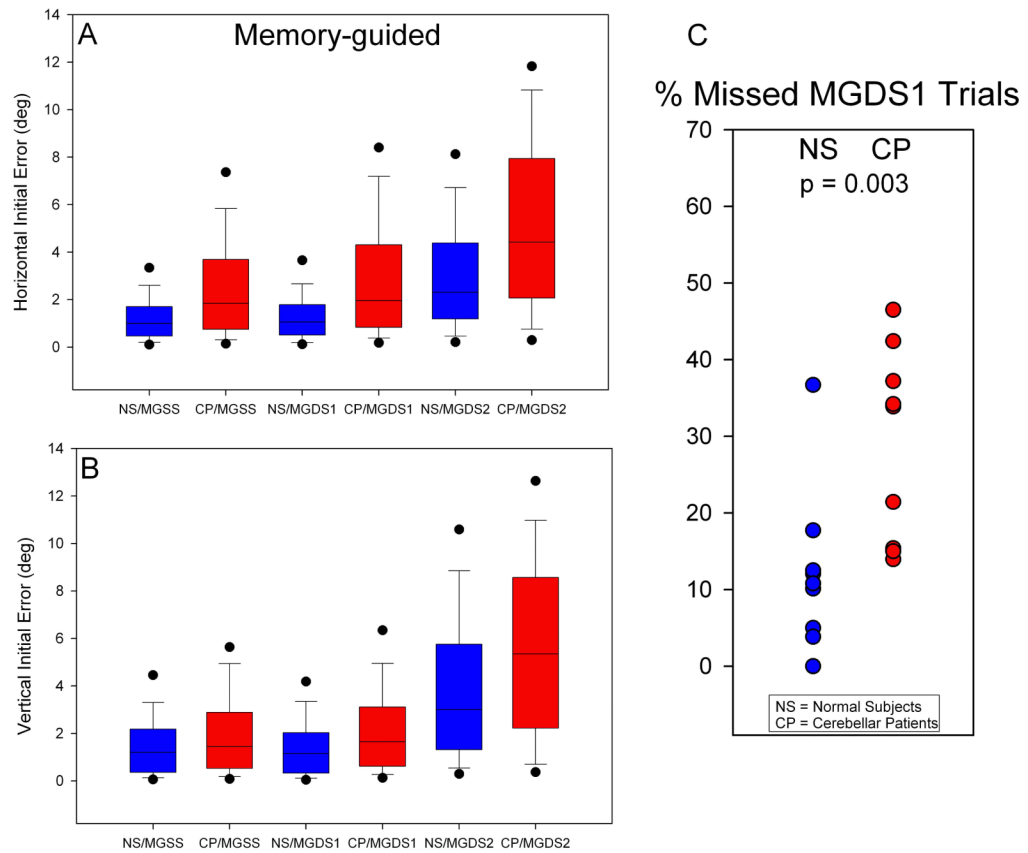 A
Memory-guided
Horizontal Initial Error (deg)
14
12
10
8
6
4
2
0
NS/MGSS CP/MGSS NS/MGDS1 CP/MGDS1 NS/MGDS2 CP/MGDS2
B
Vertical Initial Error (deg)
14
12
10
8
6
4
2
0
NS/MGSS CP/MGSS NS/MGDS1 CP/MGDS1 NS/MGDS2 CP/MGDS2
C
% Missed MGDS1 Trials
NS CP
p = 0.003
70
60
50
40
30
20
10
0
NS = Normal Subjects
CP = Cerebellar Patients